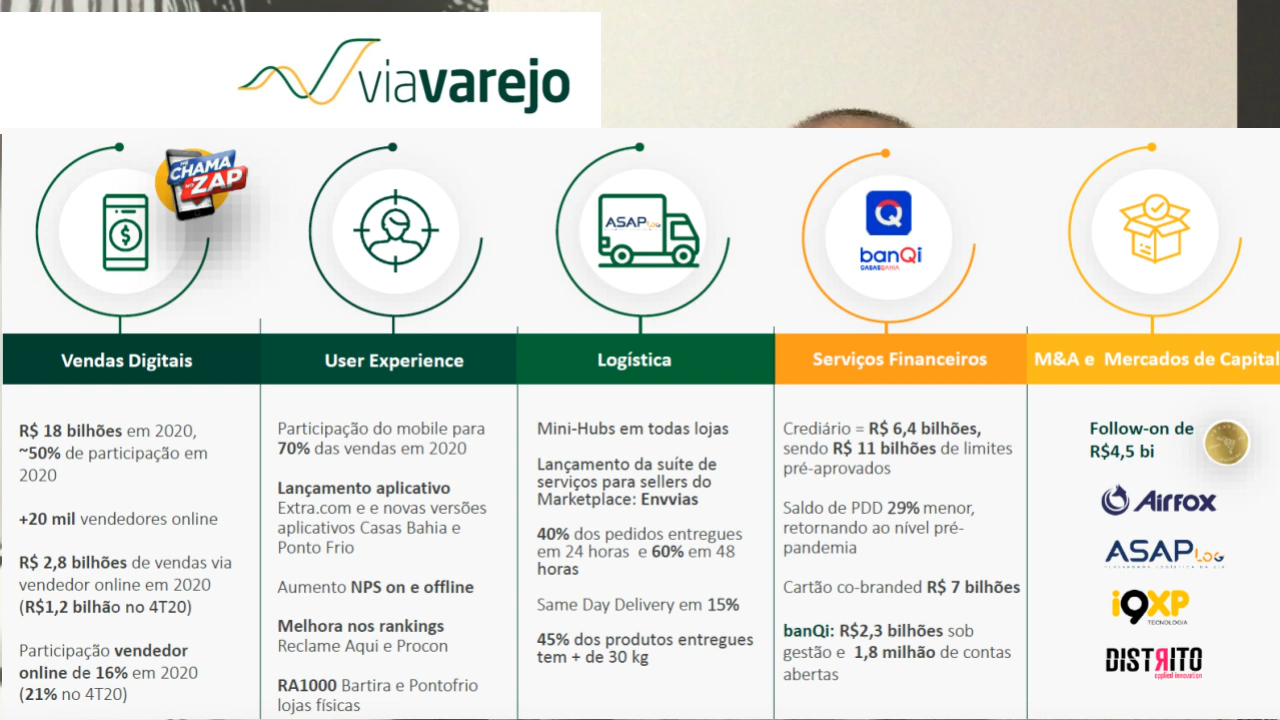 viavarejo
ME CHAMA
NO ZAP
ASAP LOG
banQi
CASASBAHIA
Vendas Digitais
User Experience
Logística
Serviços Financeiros
M&A e Mercados de Capital
R$ 18 bilhões em 2020,
~50% de participação em
2020
+20 mil vendedores online
R$ 2,8 bilhões de vendas via
vendedor online em 2020
(R$1,2 bilhão no 4T20)
Participação vendedor
online de 16% em 2020
(21% no 4T20)
Participação do mobile para
70% das vendas em 2020
Lançamento aplicativo
Extra.com e e novas versões
aplicativos Casas Bahia e
Ponto Frio
Aumento NPS on e offline
Melhora nos rankings
Reclame Aqui e Procon
RA1000 Bartira e Pontofrio
lojas físicas
Mini-Hubs em todas lojas
Lançamento da suíte de
serviços para sellers do
Marketplace: Envvias
40% dos pedidos entregues
em 24 horas e 60% em 48
horas
Same Day Delivery em 15%
45% dos produtos entregues
tem + de 30 kg
Crediário = R$ 6,4 bilhões,
sendo R$ 11 bilhões de limites
pré-aprovados
Saldo de PDD 29% menor,
retornando ao nível pré-
pandemia
Cartão co-branded R$ 7 bilhões
banQi: R$2,3 bilhões sob
gestão e 1,8 milhão de contas
abertas
Follow-on de
R$4,5 bi
AIRFOX
ASAP LOG
i9XP
TECNOLOGIA
DISTRITO
applied innovation